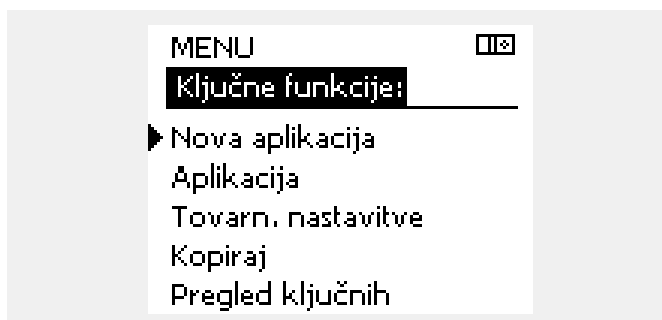 MENU
Ključne funkcije:
Nova aplikacija
Aplikacija
Tovarn. nastavitve
Kopiraj
Pregled ključnih